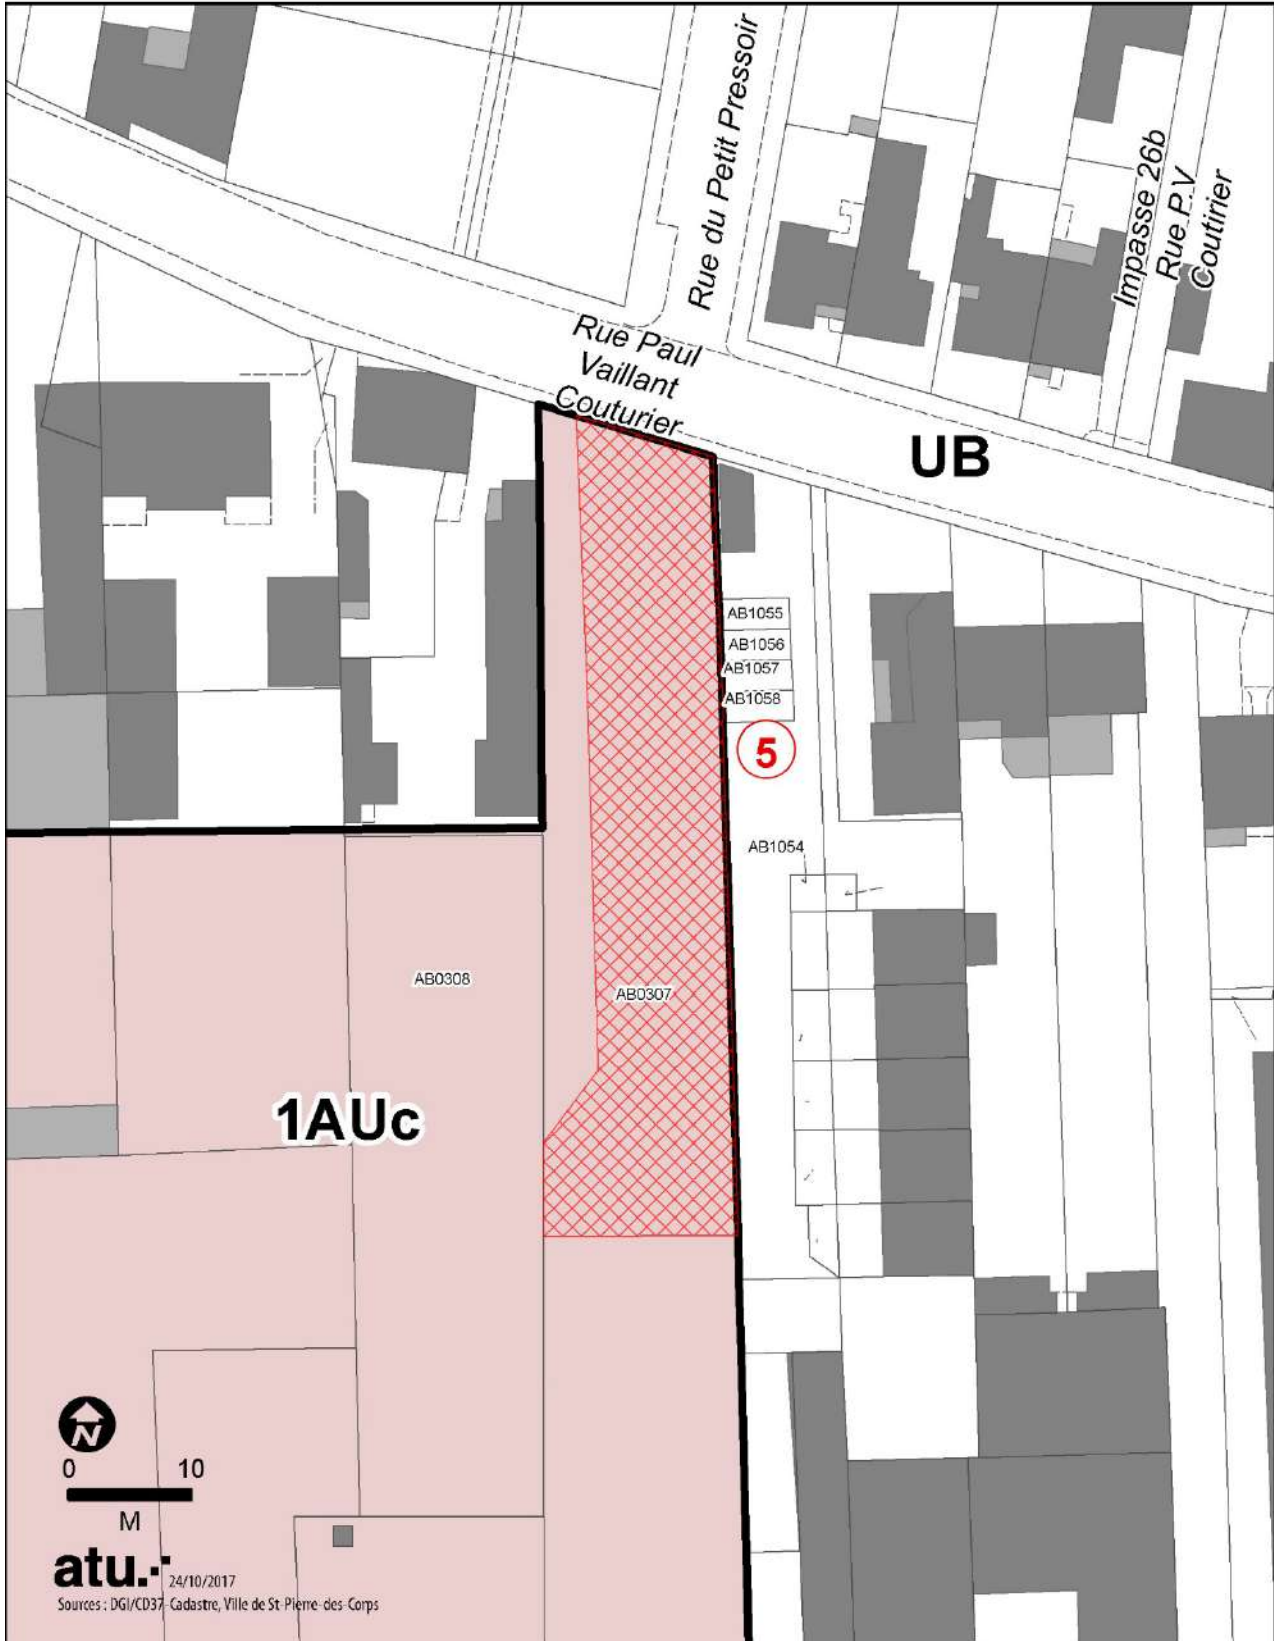 Rue du Petit Pressoir
Impasse 26b
Rue P.V
Coutirier
Rue Paul
Vaillant
Couturier
UB
AB1055
AB1056
AB1057
AB1058
5
AB1054
AB0308
AB0307
1AUc
N
0 10
M
atu. 24/10/2017
Sources : DGI/CD37-Cadastre, Ville de St-Pierre-des-Corps